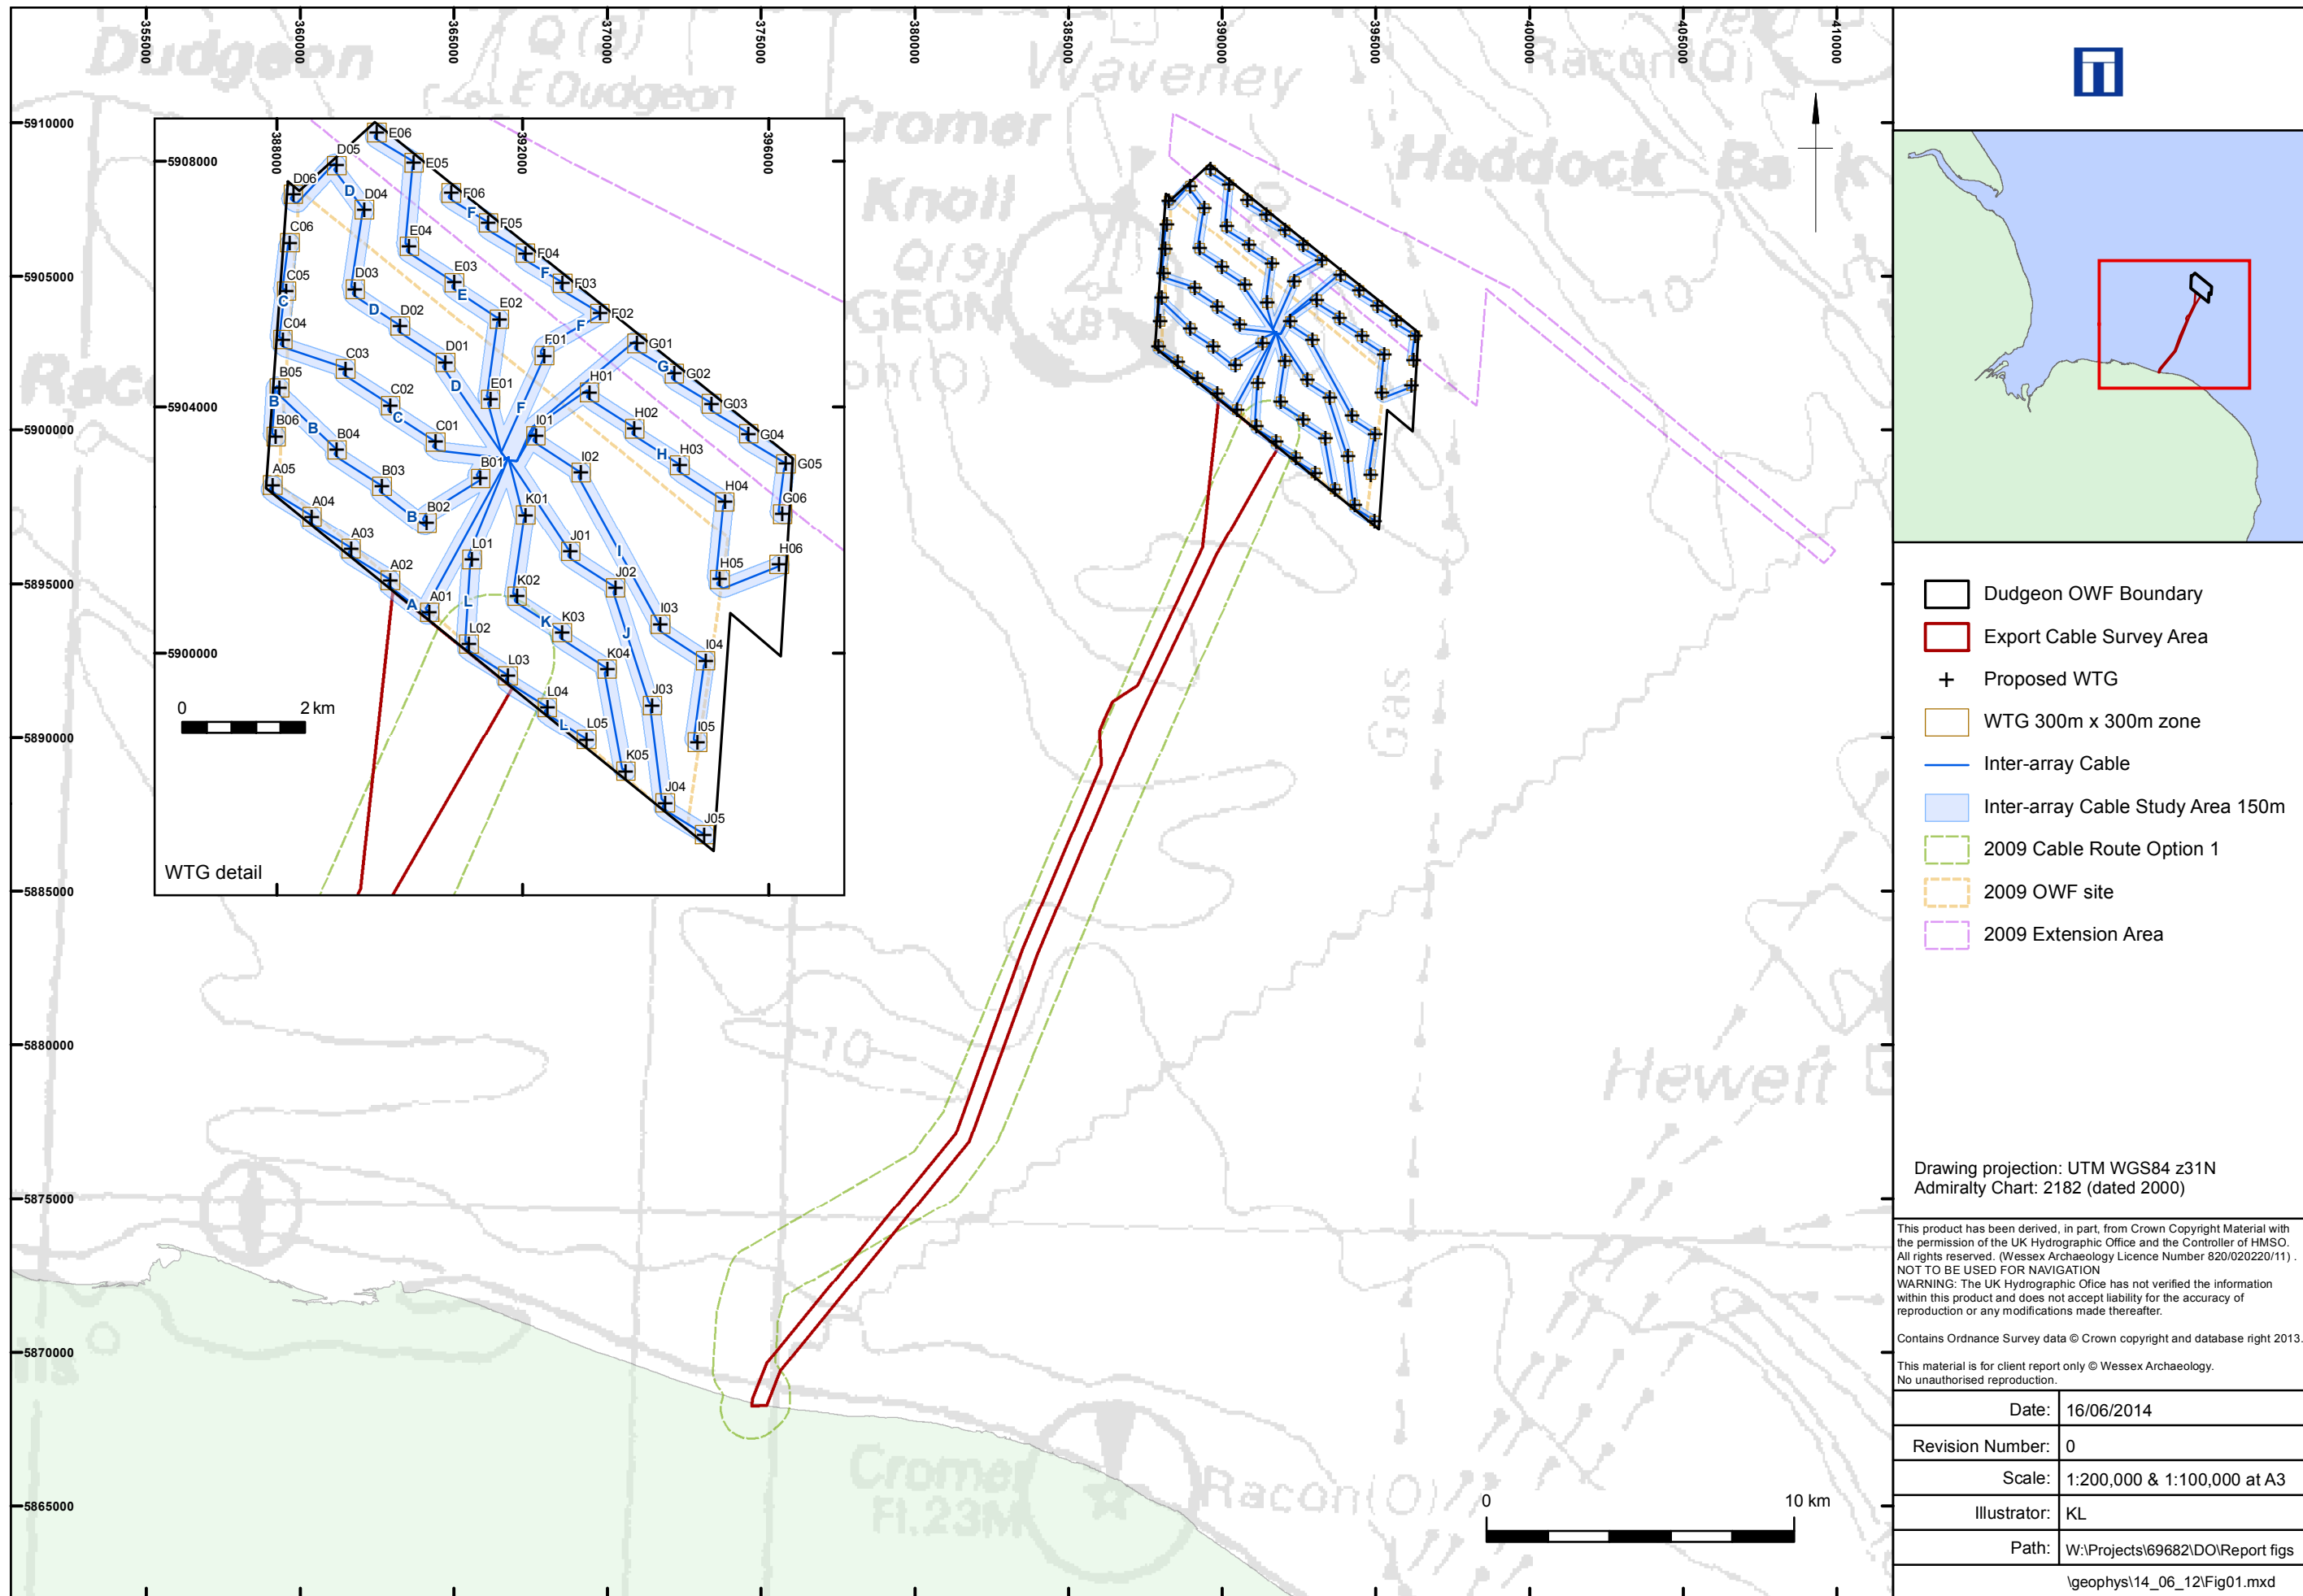 355000
360000
365000
370000
375000
380000
385000
390000
395000
400000
405000
410000
5910000
5905000
5900000
5895000
5890000
5885000
5880000
5875000
5870000
5865000
Dudgeon
Q(3)
E Dudgeon
Waveney
Racon(Q)
Cromer
Knoll
Q(3)
Haddock Ba k
Gas
10
10
Hewett
Cromer
Fl.23M
Racon(O)
388000
392000
396000
5908000
5904000
5900000
E06
D05
E05
D06
D
D04
F06
F
F05
C06
E04
F04
C05
D03
E03
F
F03
C
E
D
D02
E02
F02
F
C04
C03
D01
F01
G01
B05
D
G
G02
B
C02
E01
H01
G03
C
F
B06
B
B04
C01
I01
H02
G04
H
H03
G05
A05
B03
B01
I02
A04
B
B02
K01
H04
G06
A03
L01
J01
I
H06
A02
K02
J02
H05
A
A01
L
K
K03
J
I03
L02
L03
K04
I04
L04
J03
L
L05
I05
K05
J04
J05
0
2 km
WTG detail
0
10 km
Dudgeon OWF Boundary
Export Cable Survey Area
Proposed WTG
WTG 300m x 300m zone
Inter-array Cable
Inter-array Cable Study Area 150m
2009 Cable Route Option 1
2009 OWF site
2009 Extension Area
Drawing projection: UTM WGS84 z31N
Admiralty Chart: 2182 (dated 2000)
This product has been derived, in part, from Crown Copyright Material with
the permission of the UK Hydrographic Office and the Controller of HMSO.
All rights reserved. (Wessex Archaeology Licence Number 820/020220/11) .
NOT TO BE USED FOR NAVIGATION
WARNING: The UK Hydrographic Ofice has not verified the information
within this product and does not accept liability for the accuracy of
reproduction or any modifications made thereafter.
Contains Ordnance Survey data © Crown copyright and database right 2013.
This material is for client report only © Wessex Archaeology.
No unauthorised reproduction.
Date: 16/06/2014
Revision Number: 0
Scale: 1:200,000 & 1:100,000 at A3
Illustrator: KL
Path: W:\Projects\69682\DO\Report figs
\geophys\14_06_12\Fig01.mxd